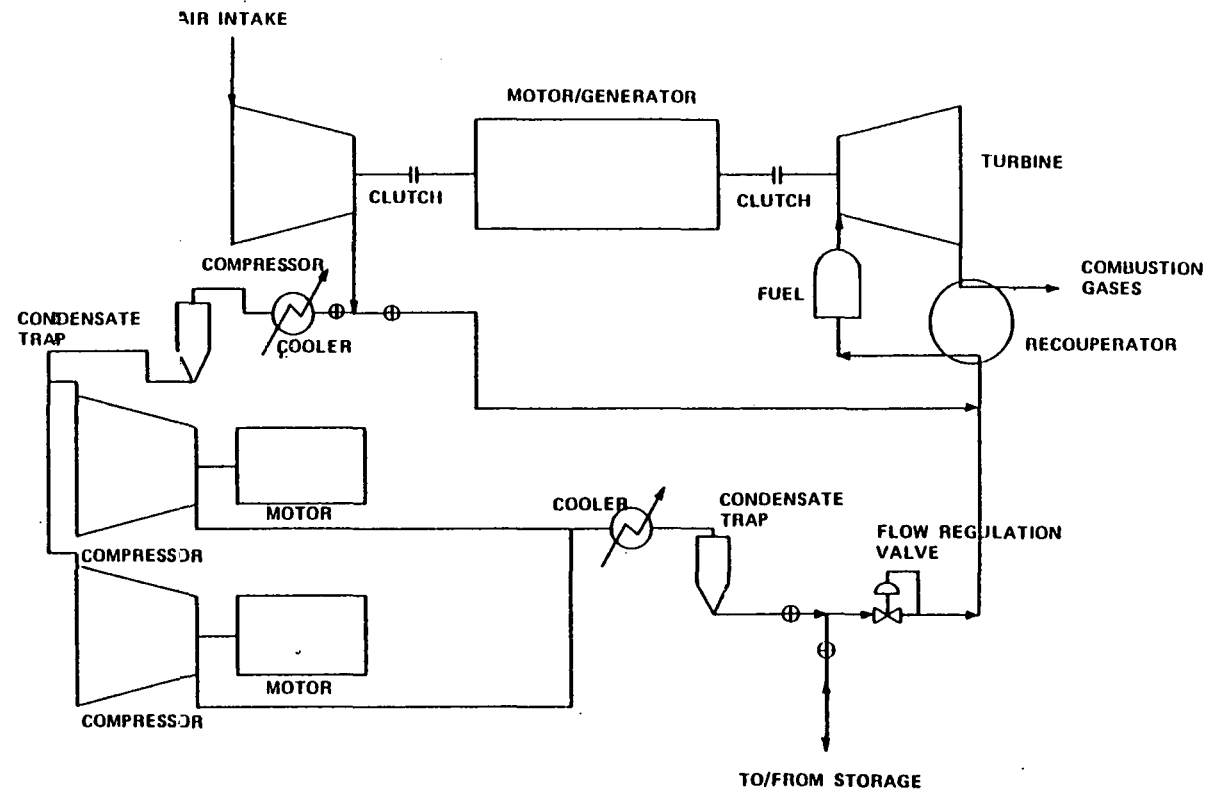 AIR INTAKE
MOTOR/GENERATOR
TURBINE
CLUTCH
CLUTCH
COMPRESSOR
COMBUSTION
GASES
FUEL
CONDENSATE
TRAP
COOLER
RECOUPERATOR
COOLER
CONDENSATE
TRAP
MOTOR
FLOW REGULATION
VALVE
COMPRESSOR
MOTOR
COMPRESSOR
TO/FROM STORAGE